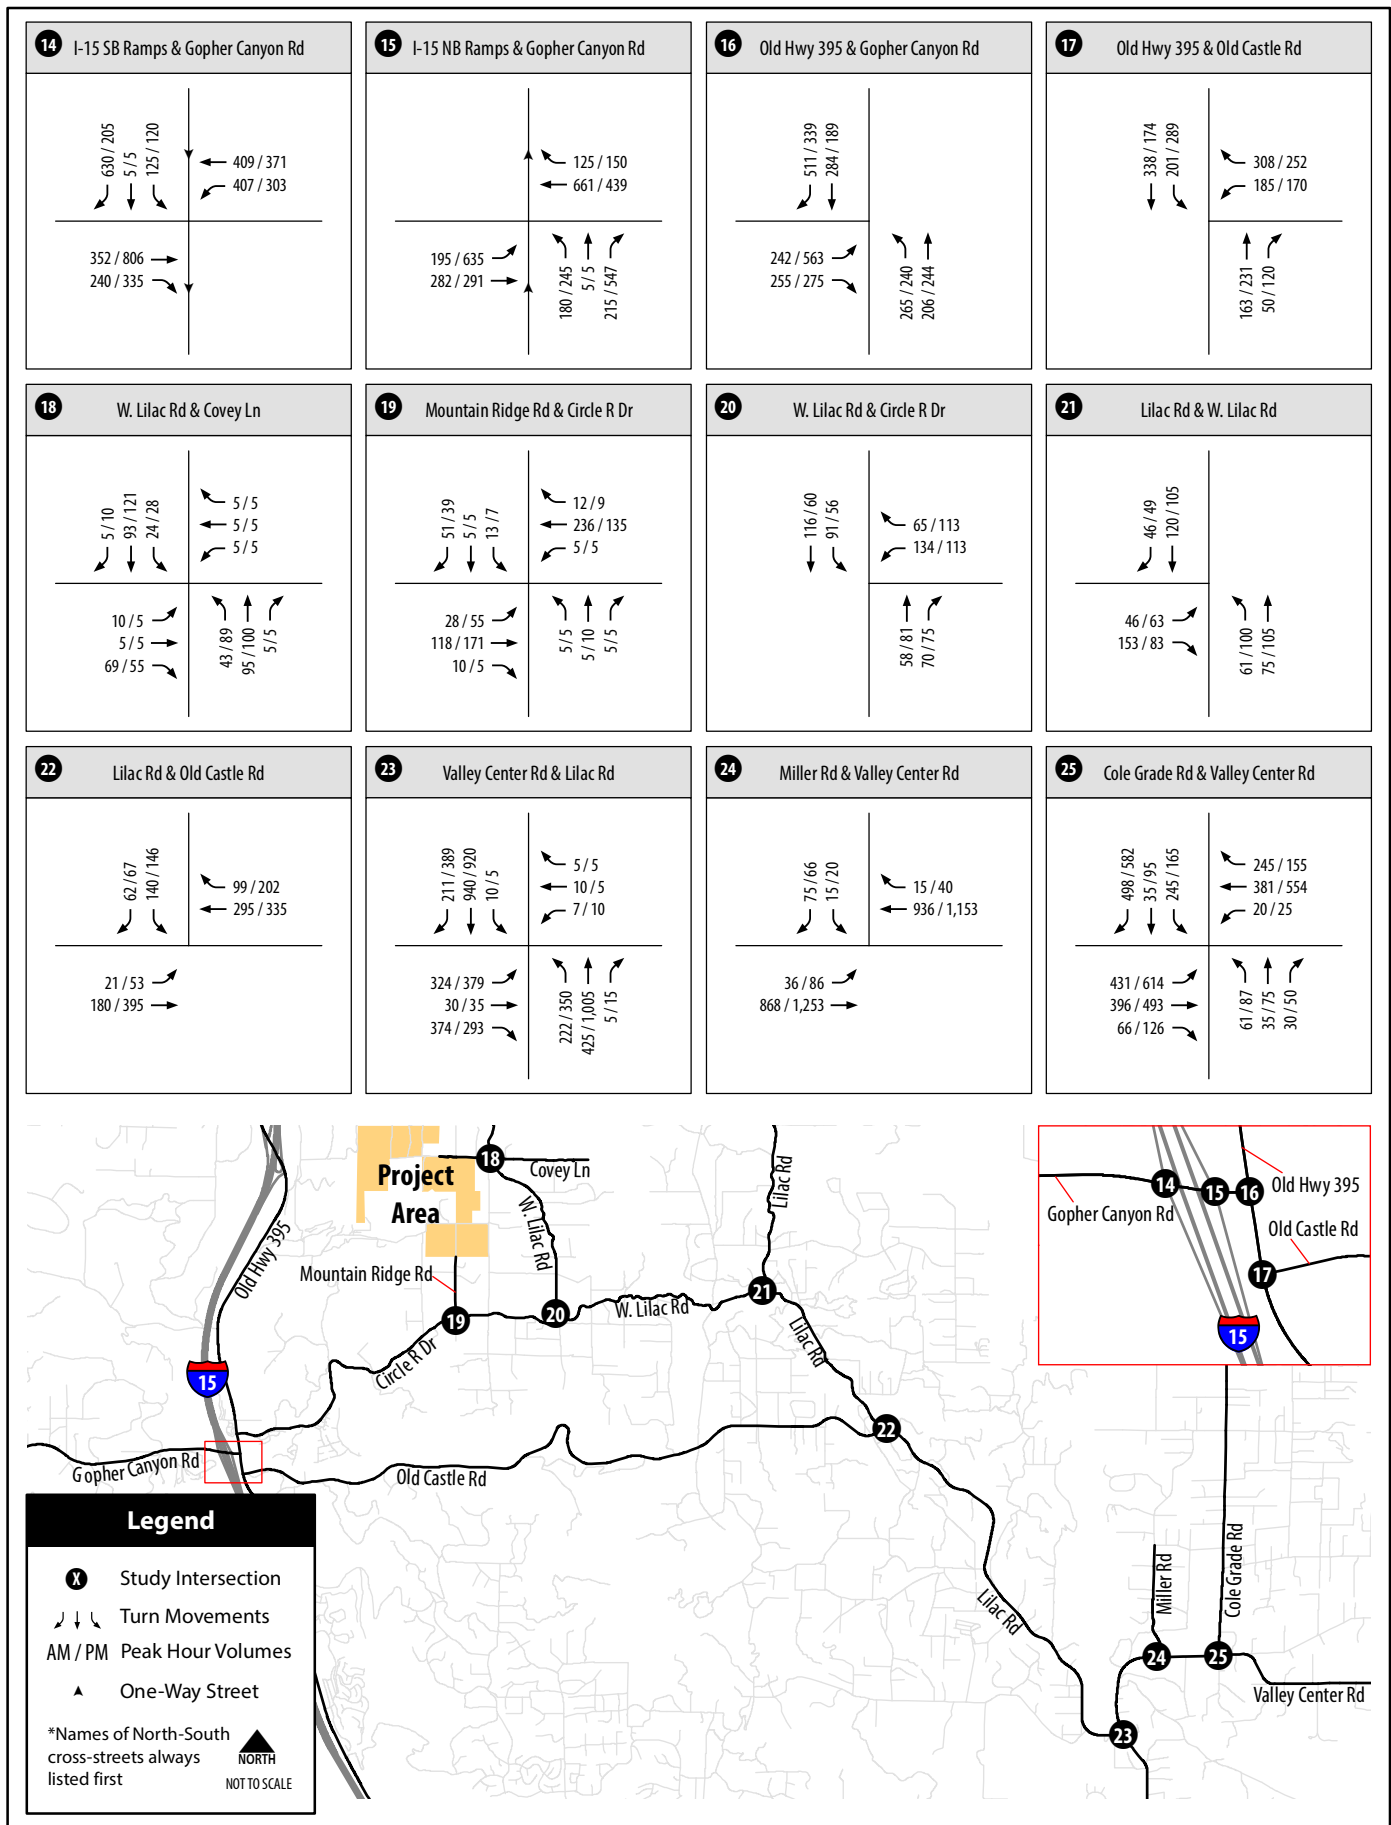 14 I-15 SB Ramps & Gopher Canyon Rd
630 / 205
5 / 5
125 / 120
409 / 371
407 / 303
352 / 806
240 / 335
15 I-15 NB Ramps & Gopher Canyon Rd
125 / 150
661 / 439
195 / 635
282 / 291
180 / 245
5 / 5
215 / 547
16 Old Hwy 395 & Gopher Canyon Rd
511 / 339
284 / 189
242 / 563
255 / 275
265 / 240
206 / 244
17 Old Hwy 395 & Old Castle Rd
338 / 174
201 / 289
308 / 252
185 / 170
163 / 231
50 / 120
18 W. Lilac Rd & Covey Ln
5 / 10
93 / 121
24 / 28
5 / 5
5 / 5
5 / 5
10 / 5
5 / 5
69 / 55
43 / 89
95 / 100
5 / 5
19 Mountain Ridge Rd & Circle R Dr
51 / 39
5 / 5
13 / 7
12 / 9
236 / 135
5 / 5
28 / 55
118 / 171
10 / 5
5 / 5
5 / 10
5 / 5
20 W. Lilac Rd & Circle R Dr
116 / 60
91 / 56
65 / 113
134 / 113
58 / 81
70 / 75
21 Lilac Rd & W. Lilac Rd
46 / 49
120 / 105
46 / 63
153 / 83
61 / 100
75 / 105
22 Lilac Rd & Old Castle Rd
62 / 67
140 / 146
99 / 202
295 / 335
21 / 53
180 / 395
23 Valley Center Rd & Lilac Rd
211 / 389
940 / 920
10 / 5
5 / 5
10 / 5
7 / 10
324 / 379
30 / 35
374 / 293
222 / 350
425 / 1,005
5 / 15
24 Miller Rd & Valley Center Rd
75 / 66
15 / 20
15 / 40
936 / 1,153
36 / 86
868 / 1,253
25 Cole Grade Rd & Valley Center Rd
498 / 582
35 / 95
245 / 165
245 / 155
381 / 554
20 / 25
431 / 614
396 / 493
66 / 126
61 / 87
35 / 75
30 / 50
Project
Area
18
Covey Ln
W. Lilac Rd
Lilac Rd
Old Hwy 395
Mountain Ridge Rd
19
20
W. Lilac Rd
21
Lilac Rd
Circle R Dr
15
22
Gopher Canyon Rd
Old Castle Rd
Lilac Rd
Miller Rd
Cole Grade Rd
24
25
Valley Center Rd
23
14
15
16
Old Hwy 395
Gopher Canyon Rd
Old Castle Rd
17
15
Legend
X Study Intersection
Turn Movements
AM / PM Peak Hour Volumes
One-Way Street
*Names of North-South
cross-streets always
listed first
NORTH
NOT TO SCALE